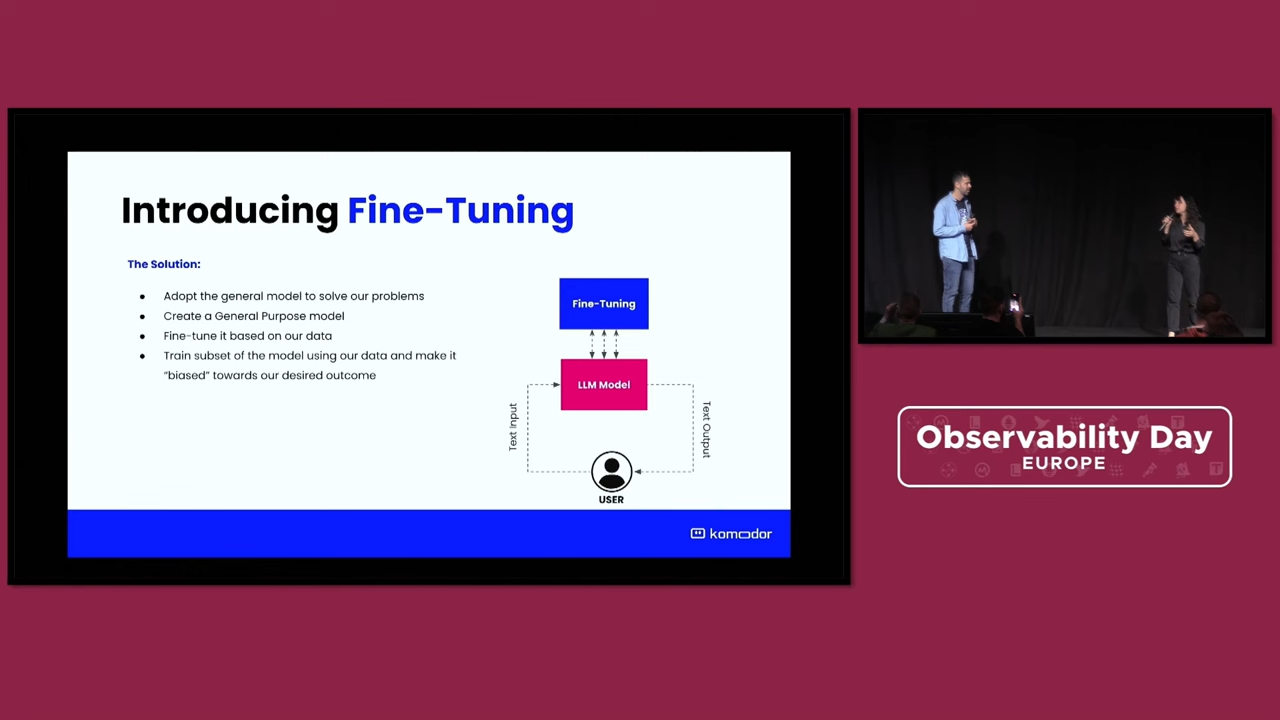 Introducing Fine-Tuning
The Solution:
● Adopt the general model to solve our problems
● Create a General Purpose model
● Fine-tune it based on our data
● Train subset of the model using our data and make it
"biased" towards our desired outcome
Fine-Tuning
LLM Model
Text Input
Text Output
USER
komodor
Observability Day
EUROPE